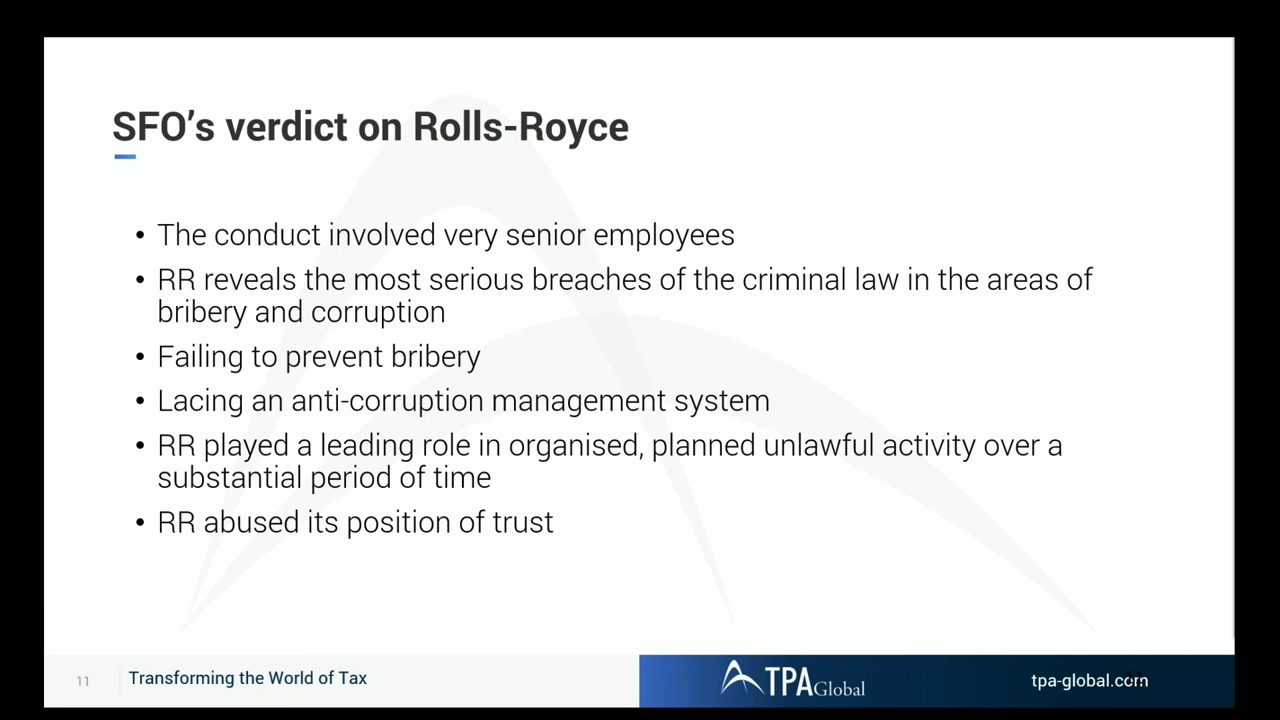 SFO’s verdict on Rolls-Royce
• The conduct involved very senior employees
• RR reveals the most serious breaches of the criminal law in the areas of
bribery and corruption
• Failing to prevent bribery
• Lacing an anti-corruption management system
• RR played a leading role in organised, planned unlawful activity over a
substantial period of time
• RR abused its position of trust
11
Transforming the World of Tax
TPA Global
tpa-global.com